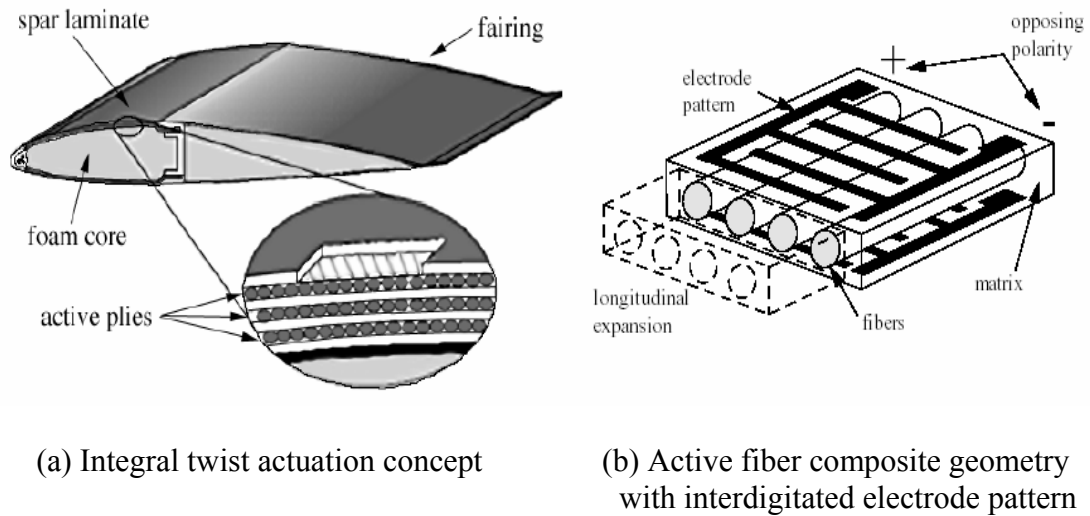 spar laminate
fairing
foam core
active plies
opposing
polarity
electrode
pattern
+
-
matrix
longitudinal
expansion
fibers
(a) Integral twist actuation concept
(b) Active fiber composite geometry
with interdigitated electrode pattern